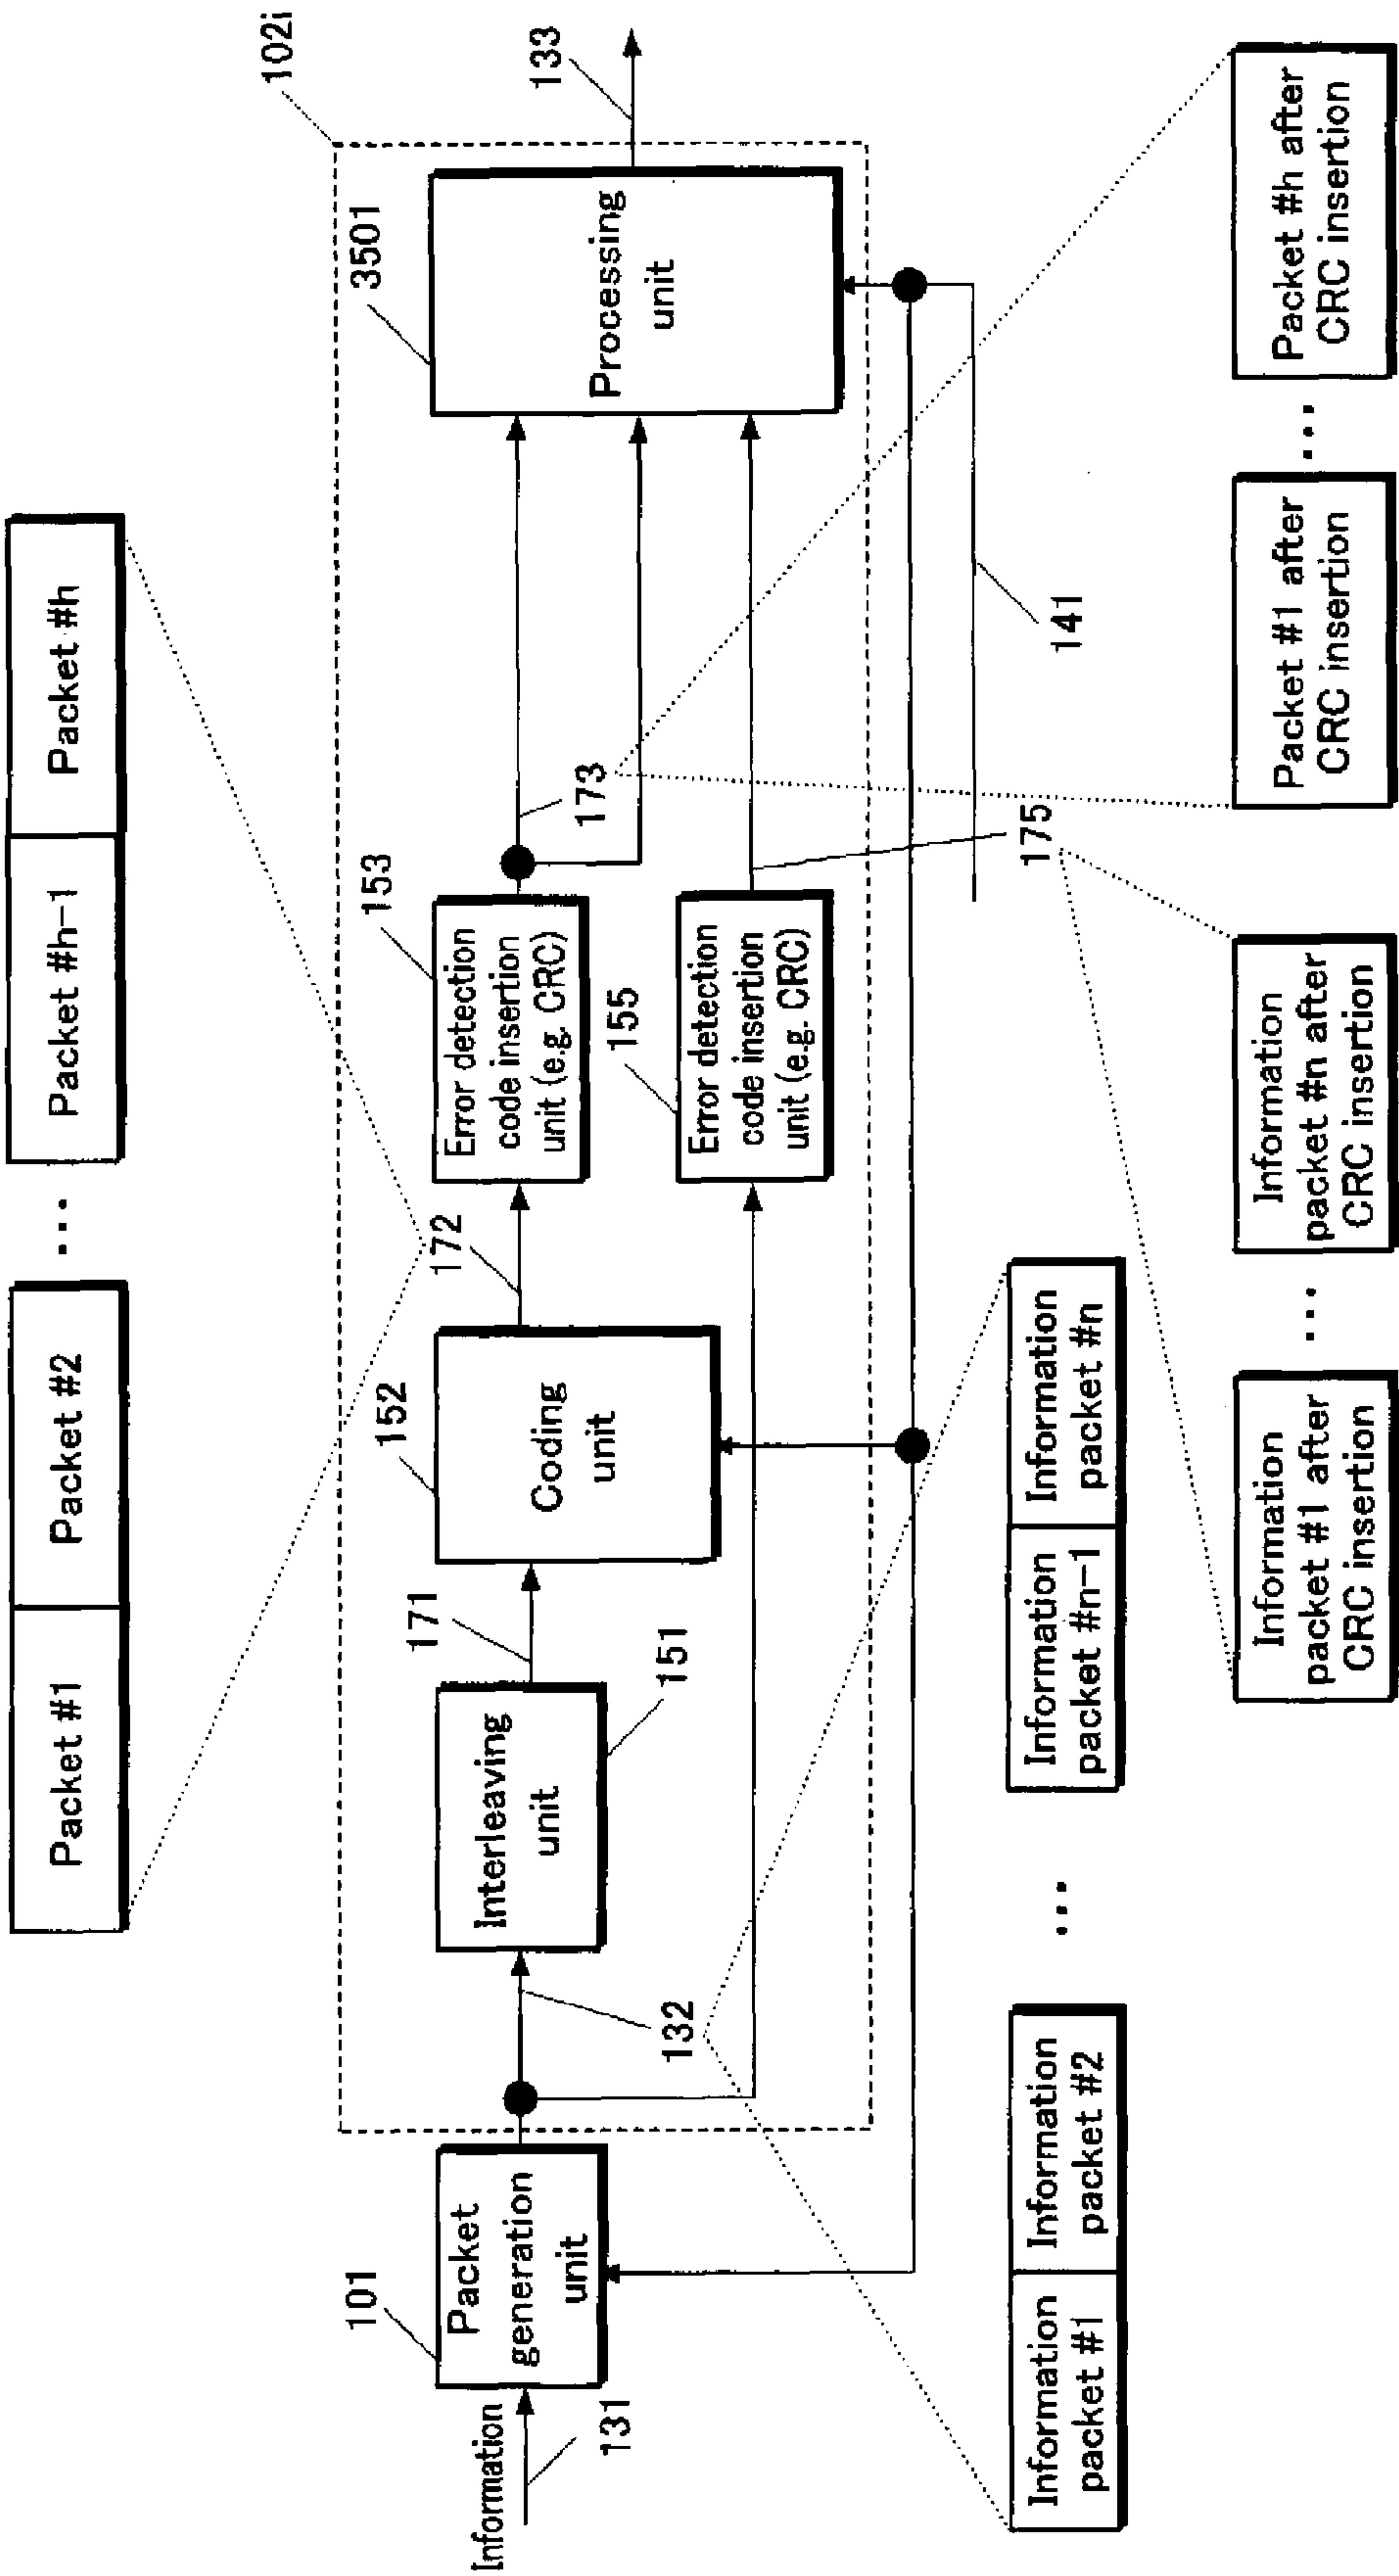 Packet #1
Packet #2
...
Packet #h-1
Packet #h
102i
Information
131
101
Packet
generation
unit
132
Interleaving
unit
151
171
152
Coding
unit
172
153
Error detection
code insertion
unit (e.g. CRC)
173
155
Error detection
code insertion
unit (e.g. CRC)
175
3501
Processing
unit
133
141
Information
packet #1
Information
packet #2
...
Information
packet #n-1
Information
packet #n
Information
packet #1 after
CRC insertion
...
Information
packet #n after
CRC insertion
Packet #1 after
CRC insertion
...
Packet #h after
CRC insertion